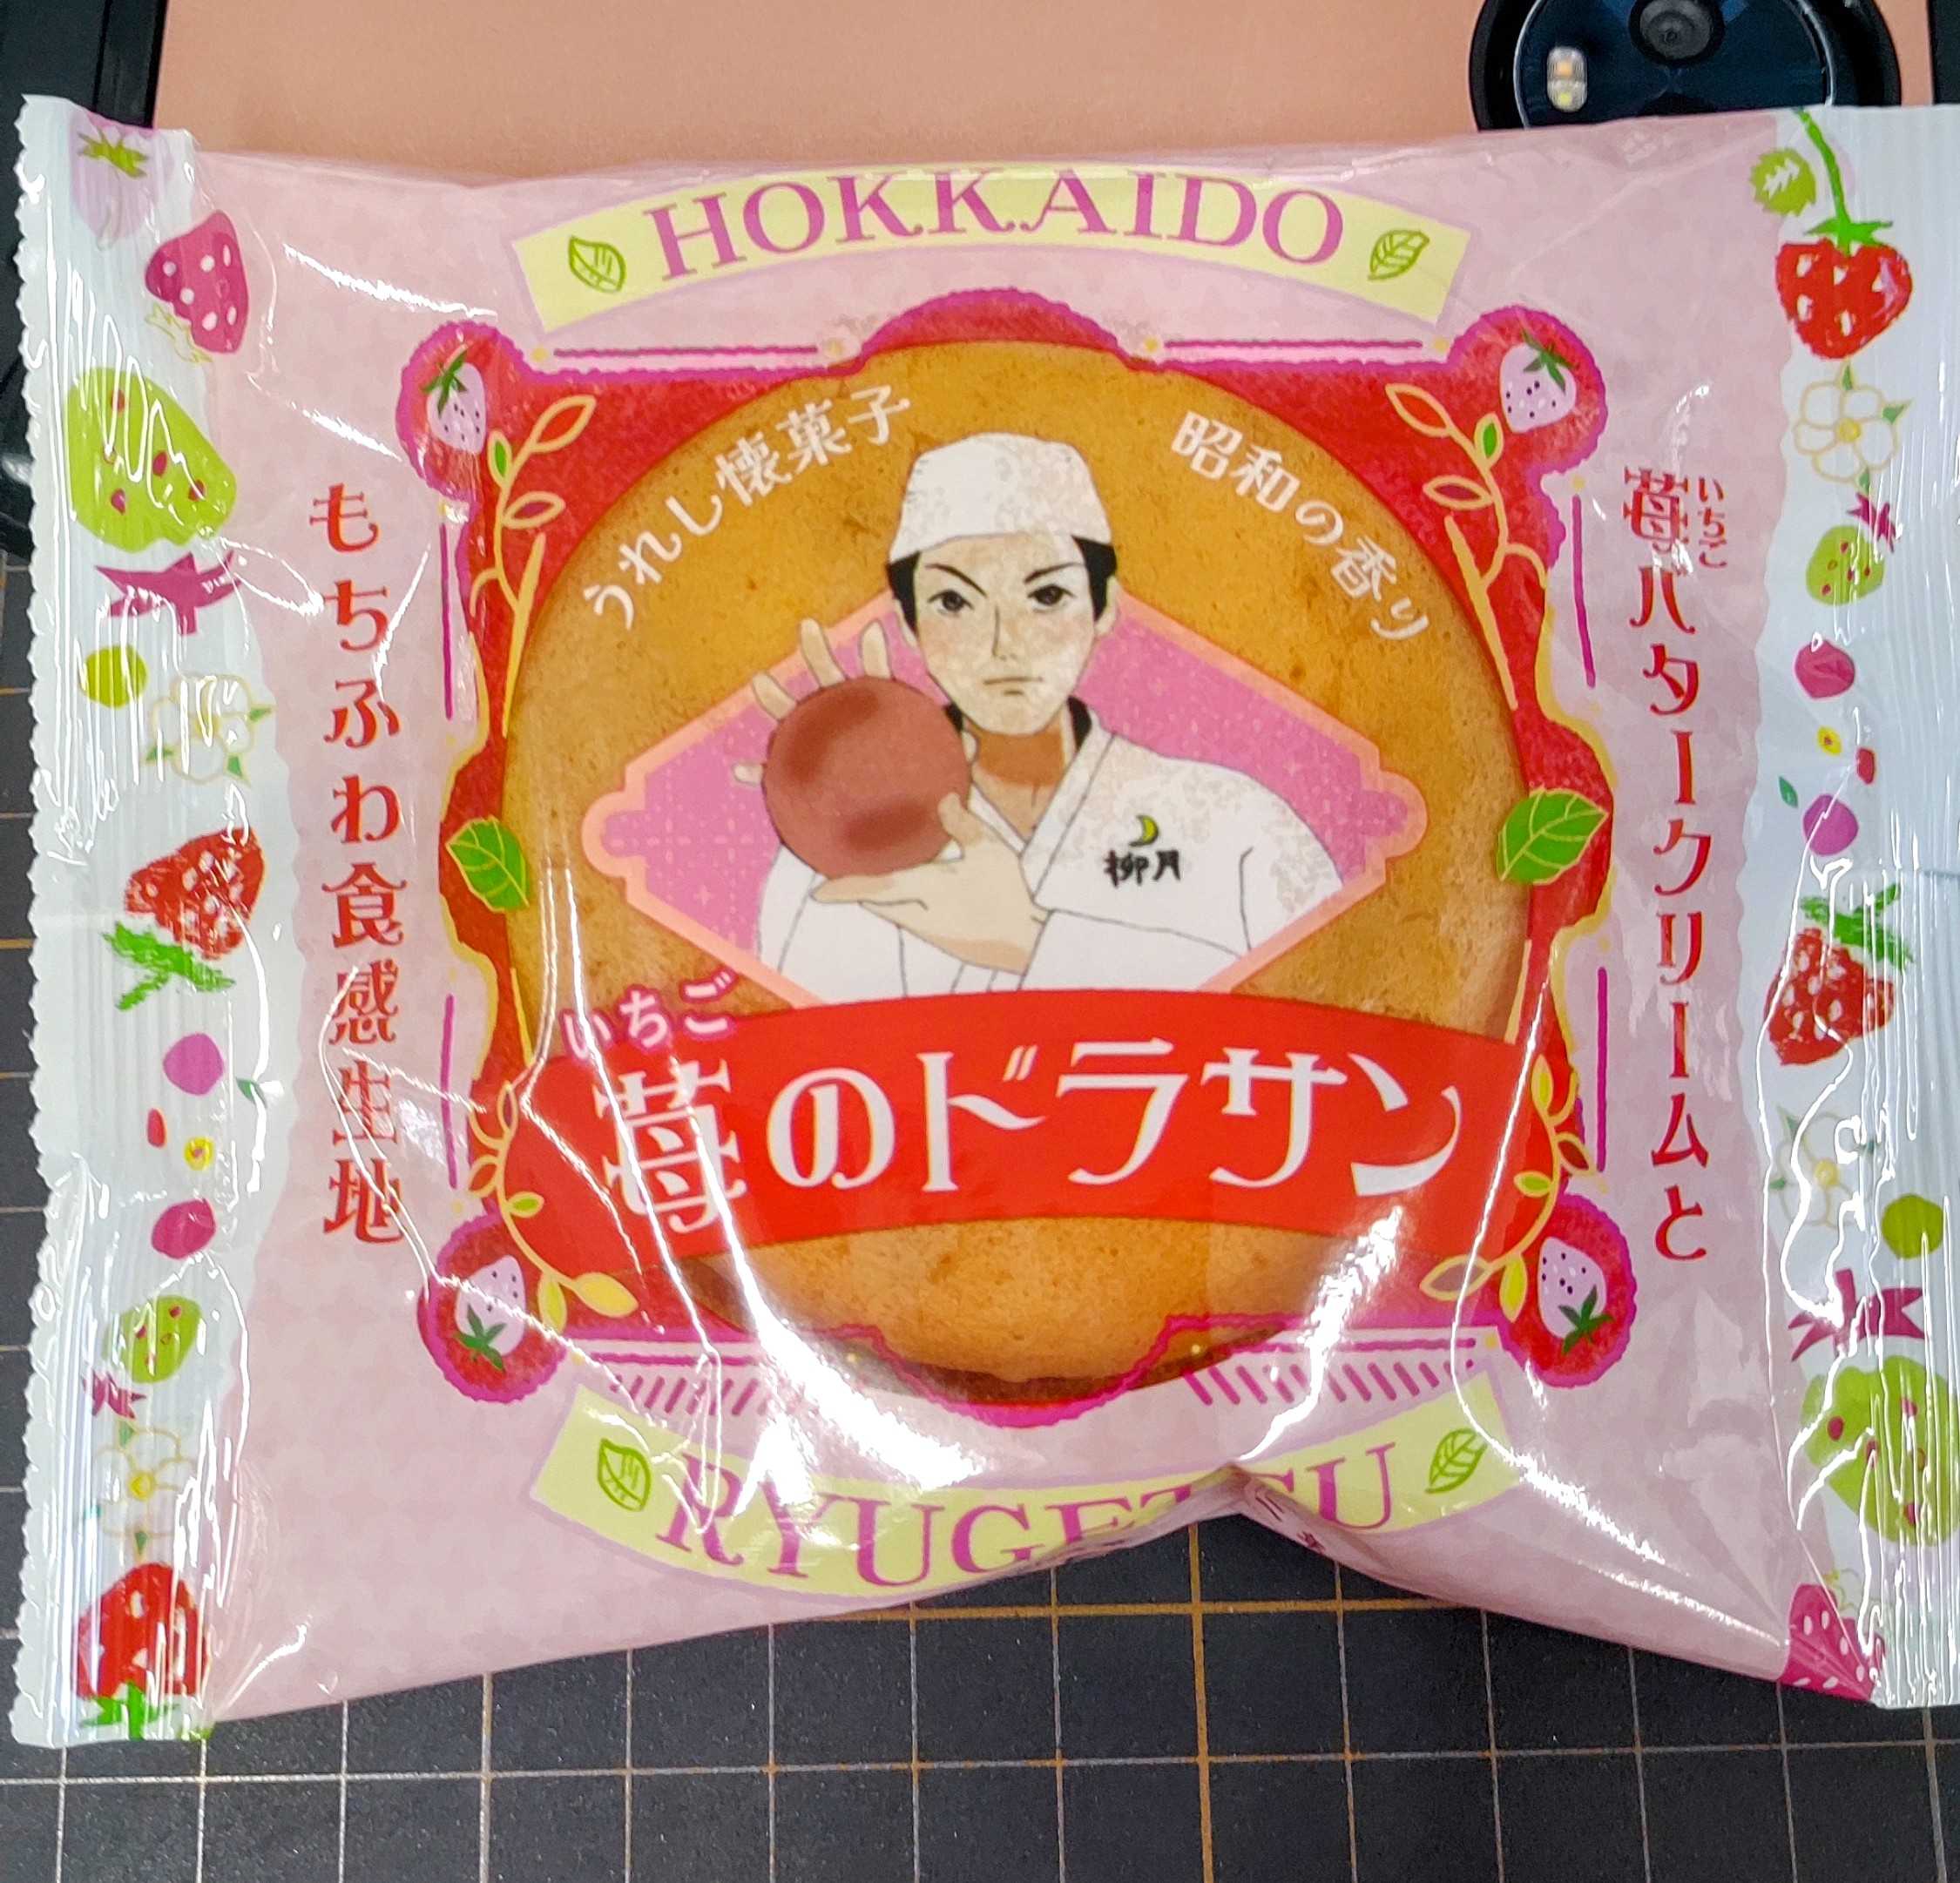 HOKKAIDO
昭和の香り
うれし懐菓子
苺バタークリームと
いちご
もちふわ食感生地
柳月
いちご
苺のドラサン
RYUGETSU